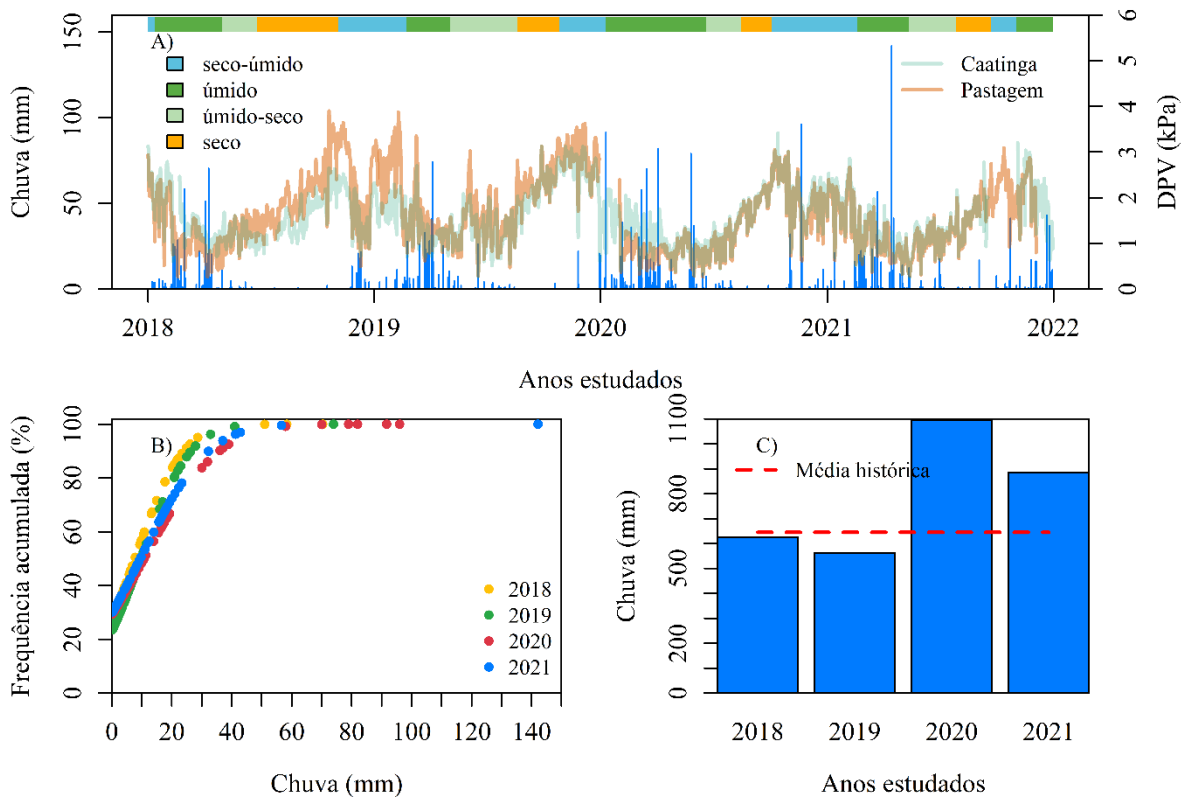 A)
seco-úmido
úmido
úmido-seco
seco
Caatinga
Pastagem
Chuva (mm)
0
50
100
150
DPV (kPa)
0
1
2
3
4
5
6
2018
2019
2020
2021
2022
Anos estudados
B)
Frequência acumulada (%)
0
20
40
60
80
100
2018
2019
2020
2021
0
20
40
60
80
100
120
140
Chuva (mm)
C)
Média histórica
Chuva (mm)
0
200
500
800
1100
2018
2019
2020
2021
Anos estudados